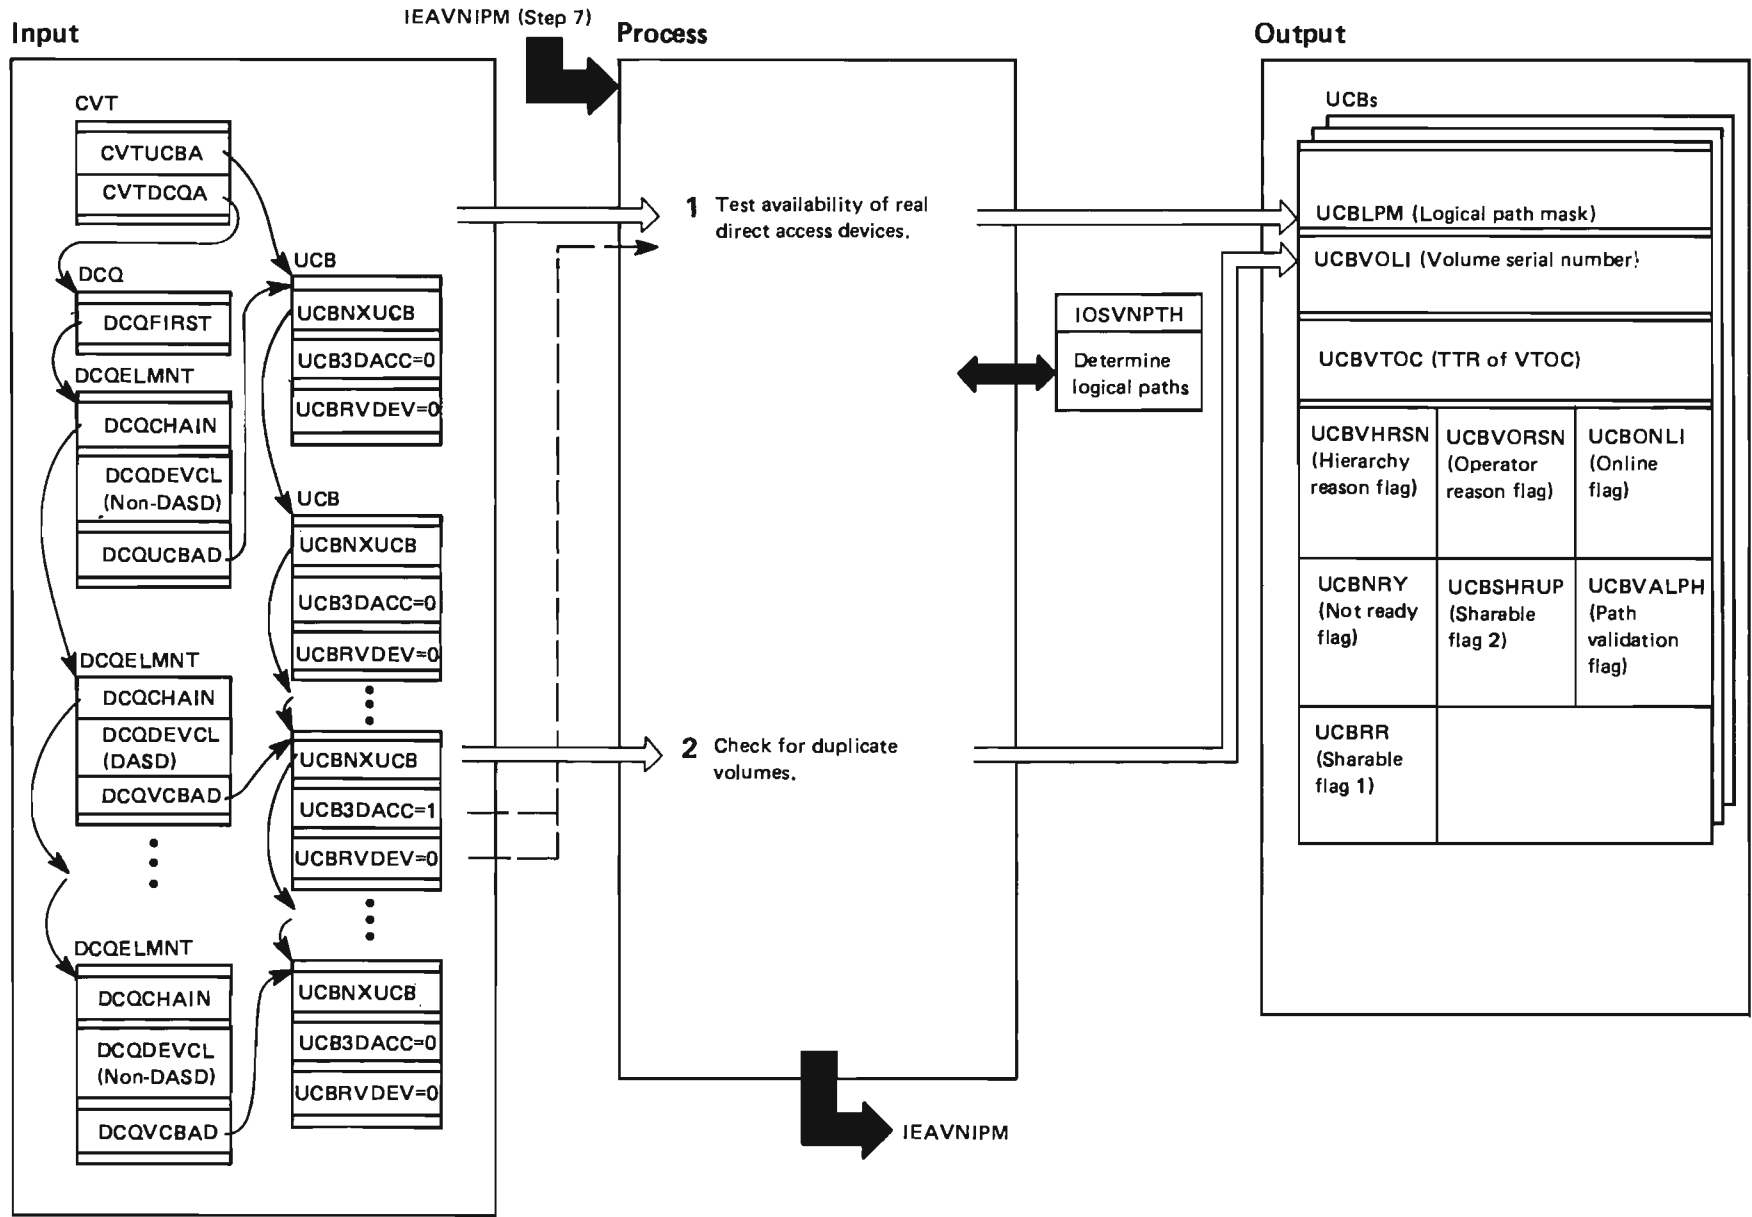 IEAVNIPM (Step 7)
Input
Process
Output
CVT
CVTUCBA
CVTDCQA
DCQ
DCQFIRST
DCQELMNT
DCQCHAIN
DCQDEVCL
(Non-DASD)
DCQUCBAD
DCQELMNT
DCQCHAIN
DCQDEVCL
(DASD)
DCQVCBAD
DCQELMNT
DCQCHAIN
DCQDEVCL
(Non-DASD)
DCQVCBAD
UCB
UCBNXUCB
UCB3DACC=0
UCBRVDEV=0
UCB
UCBNXUCB
UCB3DACC=0
UCBRVDEV=0
UCBNXUCB
UCB3DACC=1
UCBRVDEV=0
UCBNXUCB
UCB3DACC=0
UCBRVDEV=0
1 Test availability of real
direct access devices.
IOSVNPTH
Determine
logical paths
2 Check for duplicate
volumes.
IEAVNIPM
UCBs
UCBLPM (Logical path mask)
UCBVOLI (Volume serial number)
UCBVTOC (TTR of VTOC)
UCBVHRSN
(Hierarchy
reason flag)
UCBVORSN
(Operator
reason flag)
UCBONLI
(Online
flag)
UCBNRY
(Not ready
flag)
UCBSHRUP
(Sharable
flag 2)
UCBVALPH
(Path
validation
flag)
UCBRR
(Sharable
flag 1)